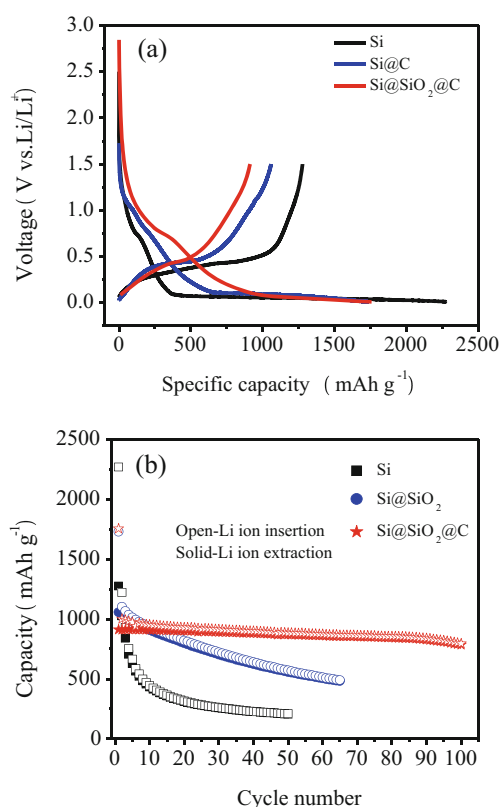 (a)
Si
Si@C
Si@SiO₂@C
Voltage ( V vs.Li/Li⁺)
3.0
2.5
2.0
1.5
1.0
0.5
0.0
0 500 1000 1500 2000 2500
Specific capacity ( mAh g⁻¹)
(b)
Si
Si@SiO₂
Si@SiO₂@C
Open-Li ion insertion
Solid-Li ion extraction
Capacity ( mAh g⁻¹)
2500
2000
1500
1000
500
0
0 10 20 30 40 50 60 70 80 90 100
Cycle number